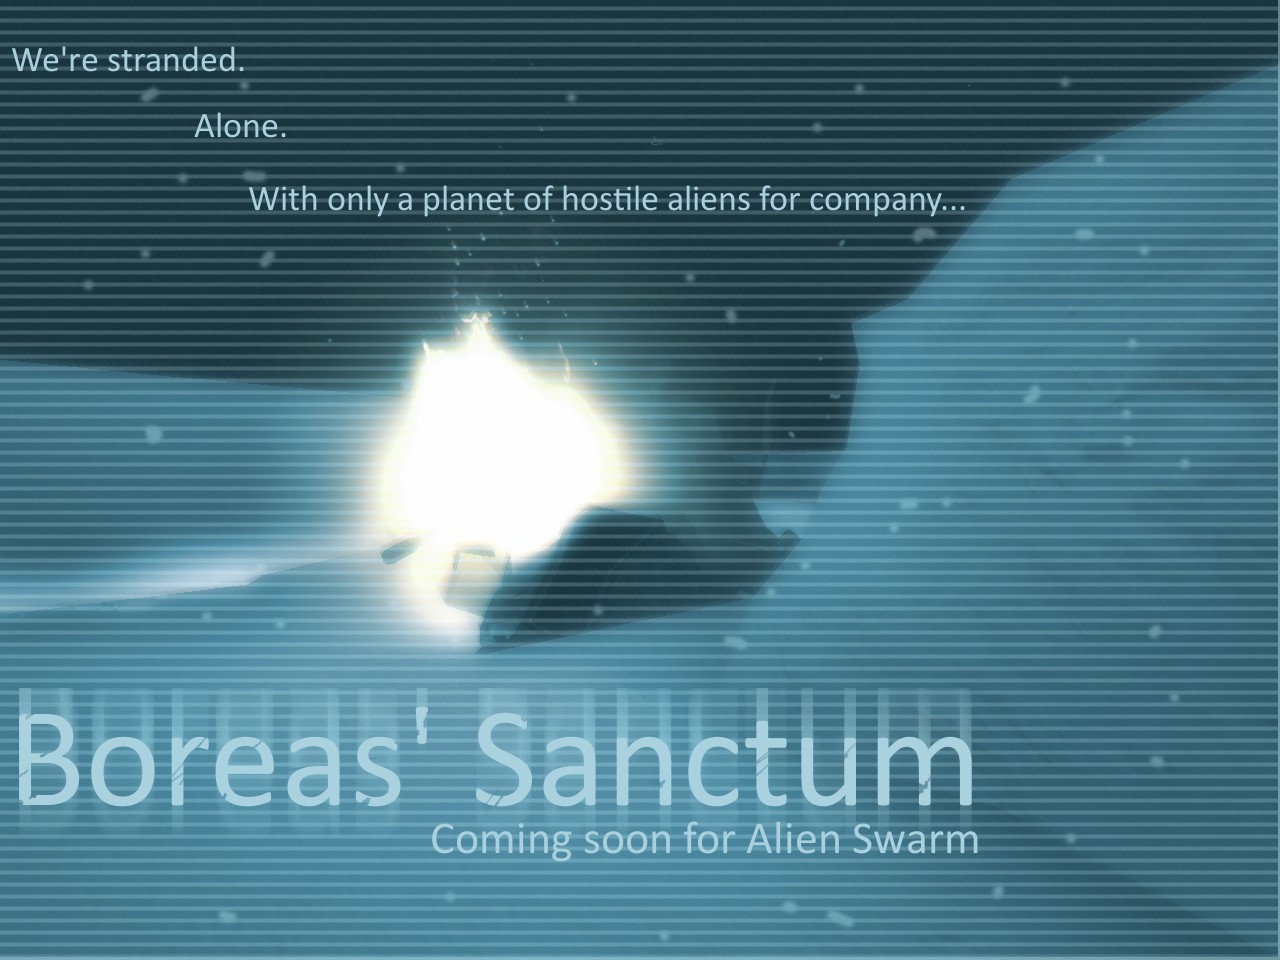 We're stranded.
Alone.
With only a planet of hostile aliens for company...
Boreas' Sanctum
Coming soon for Alien Swarm